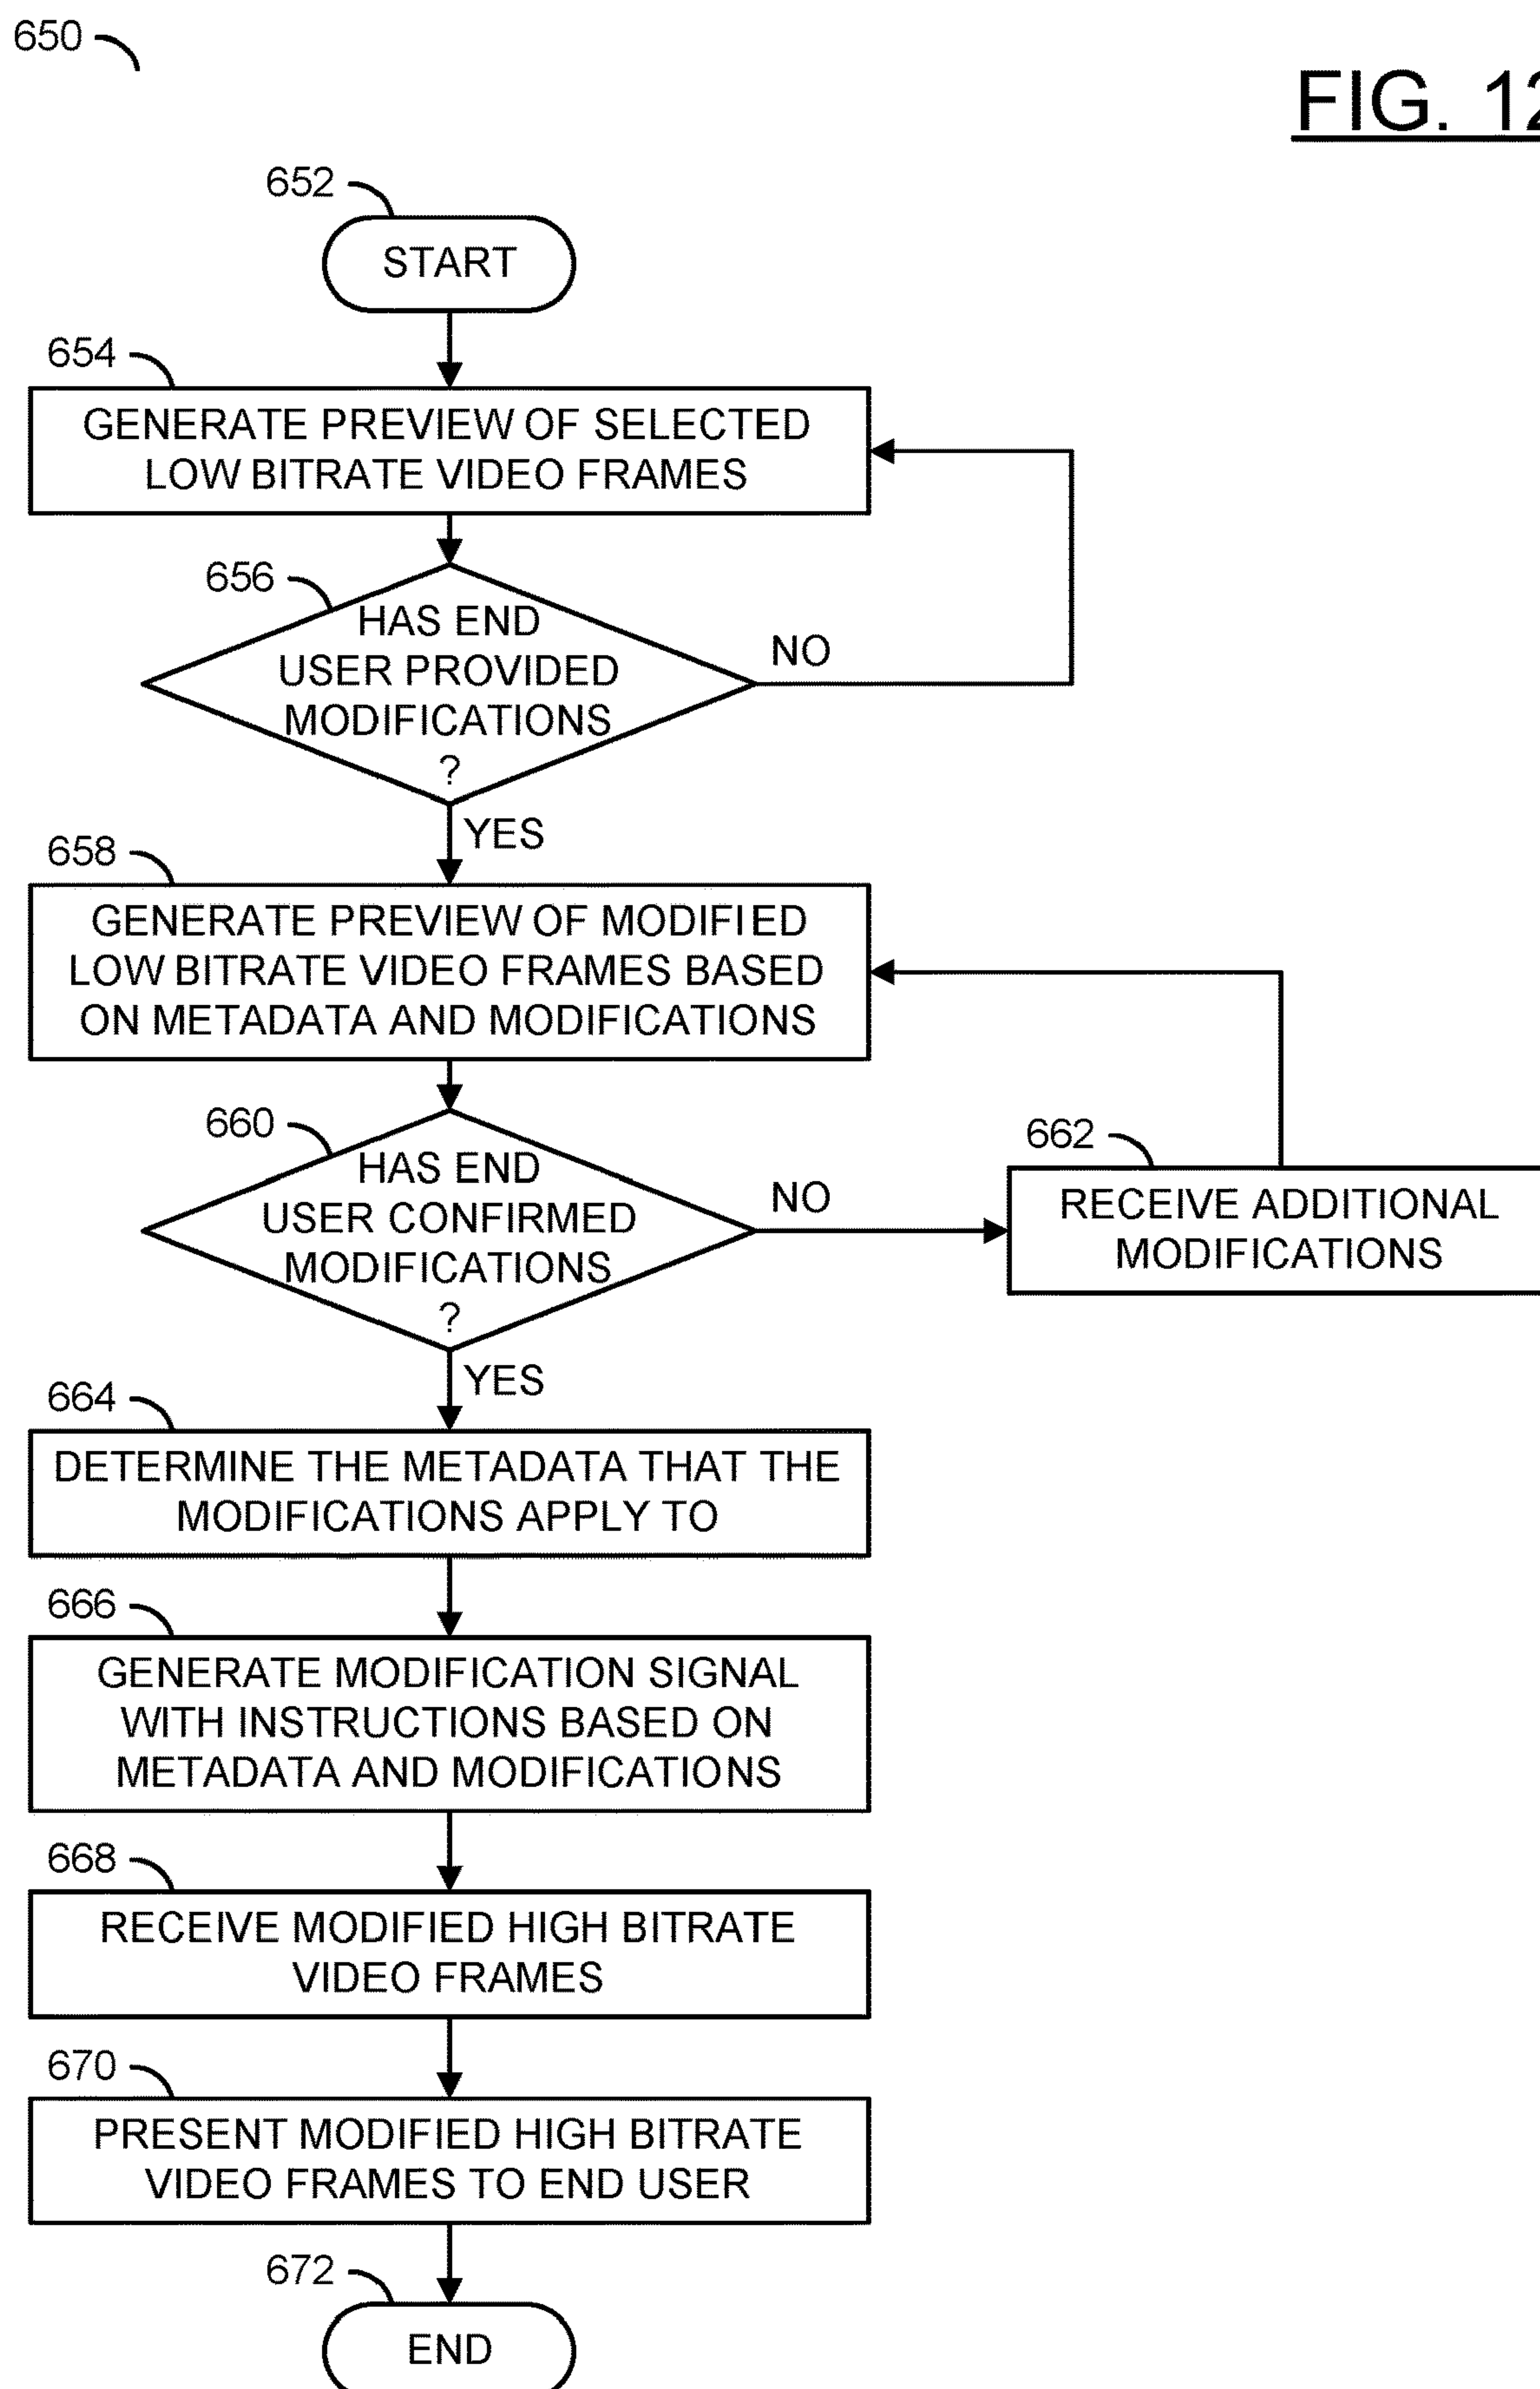 650
FIG. 12
652
START
654
GENERATE PREVIEW OF SELECTED
LOW BITRATE VIDEO FRAMES
656
HAS END
USER PROVIDED
MODIFICATIONS
?
NO
YES
658
GENERATE PREVIEW OF MODIFIED
LOW BITRATE VIDEO FRAMES BASED
ON METADATA AND MODIFICATIONS
660
HAS END
USER CONFIRMED
MODIFICATIONS
?
NO
662
RECEIVE ADDITIONAL
MODIFICATIONS
YES
664
DETERMINE THE METADATA THAT THE
MODIFICATIONS APPLY TO
666
GENERATE MODIFICATION SIGNAL
WITH INSTRUCTIONS BASED ON
METADATA AND MODIFICATIONS
668
RECEIVE MODIFIED HIGH BITRATE
VIDEO FRAMES
670
PRESENT MODIFIED HIGH BITRATE
VIDEO FRAMES TO END USER
672
END